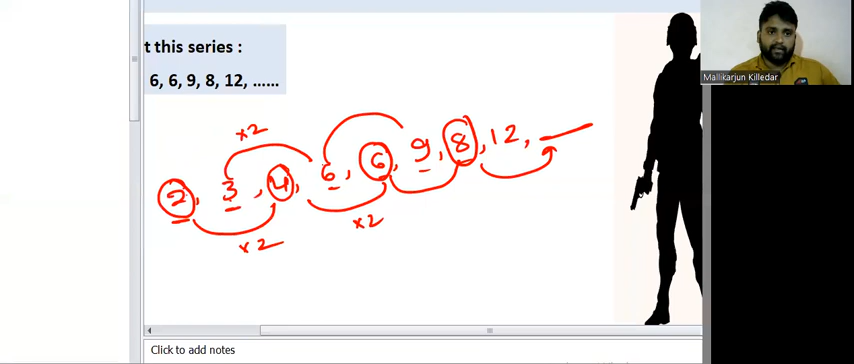 t this series :
6, 6, 9, 8, 12, ......
Mallikarjun Killedar
×2
2, 3, 4, 6, 6, 9, 8, 12,
×2
×2
Click to add notes